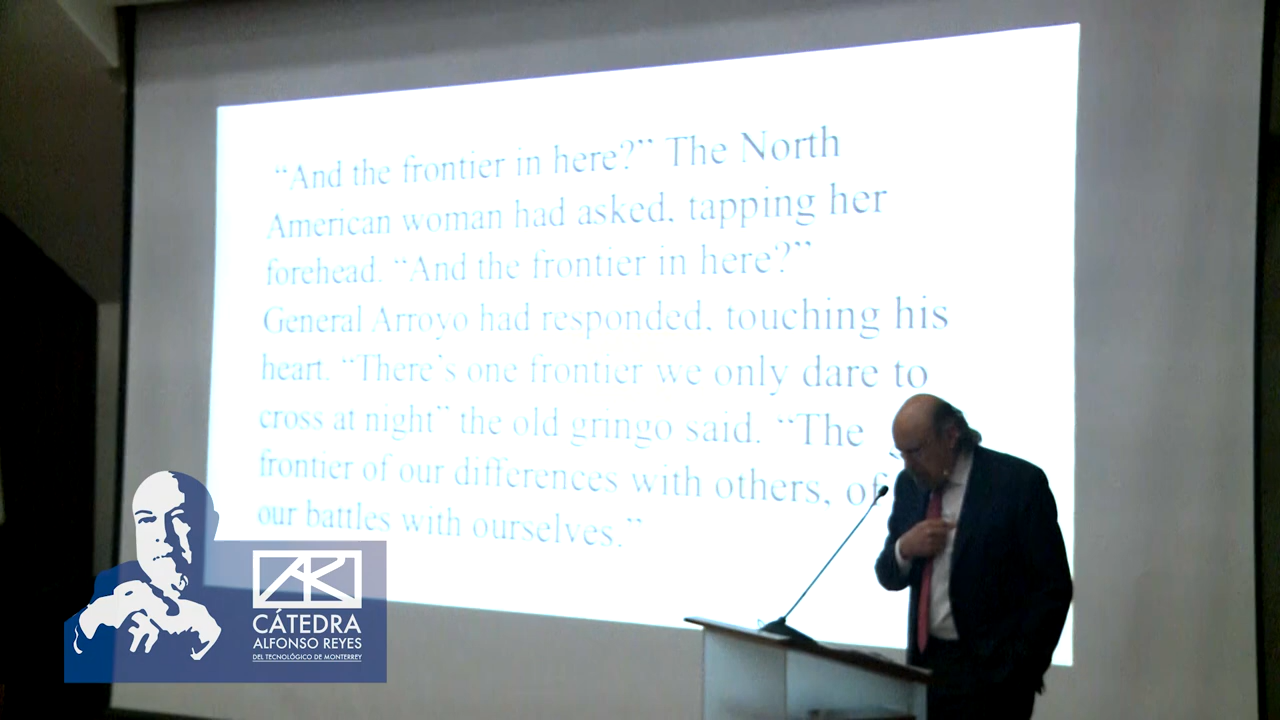 “And the frontier in here?” The North
American woman had asked, tapping her
forehead. “And the frontier in here?”
General Arroyo had responded, touching his
heart. “There’s one frontier we only dare to
cross at night” the old gringo said. “The
frontier of our differences with others, of
our battles with ourselves.”
AR
CÁTEDRA
ALFONSO REYES
DEL TECNOLÓGICO DE MONTERREY